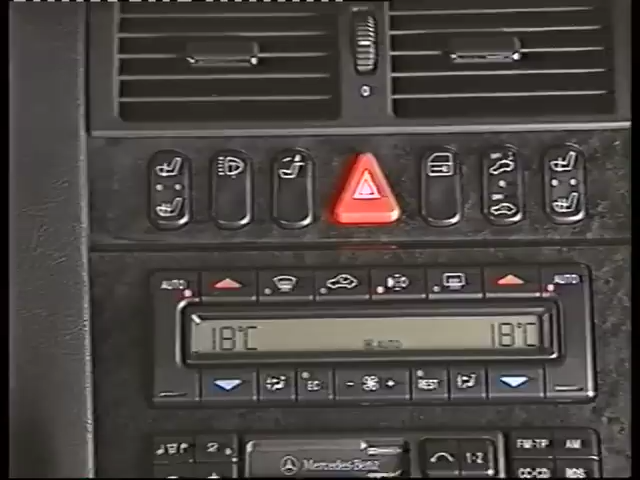 AUTO AUTO
18°C AUTO 18°C
EC - + REST
Mercedes-Benz 1-2 FM-TP AM
CC-CD RDS